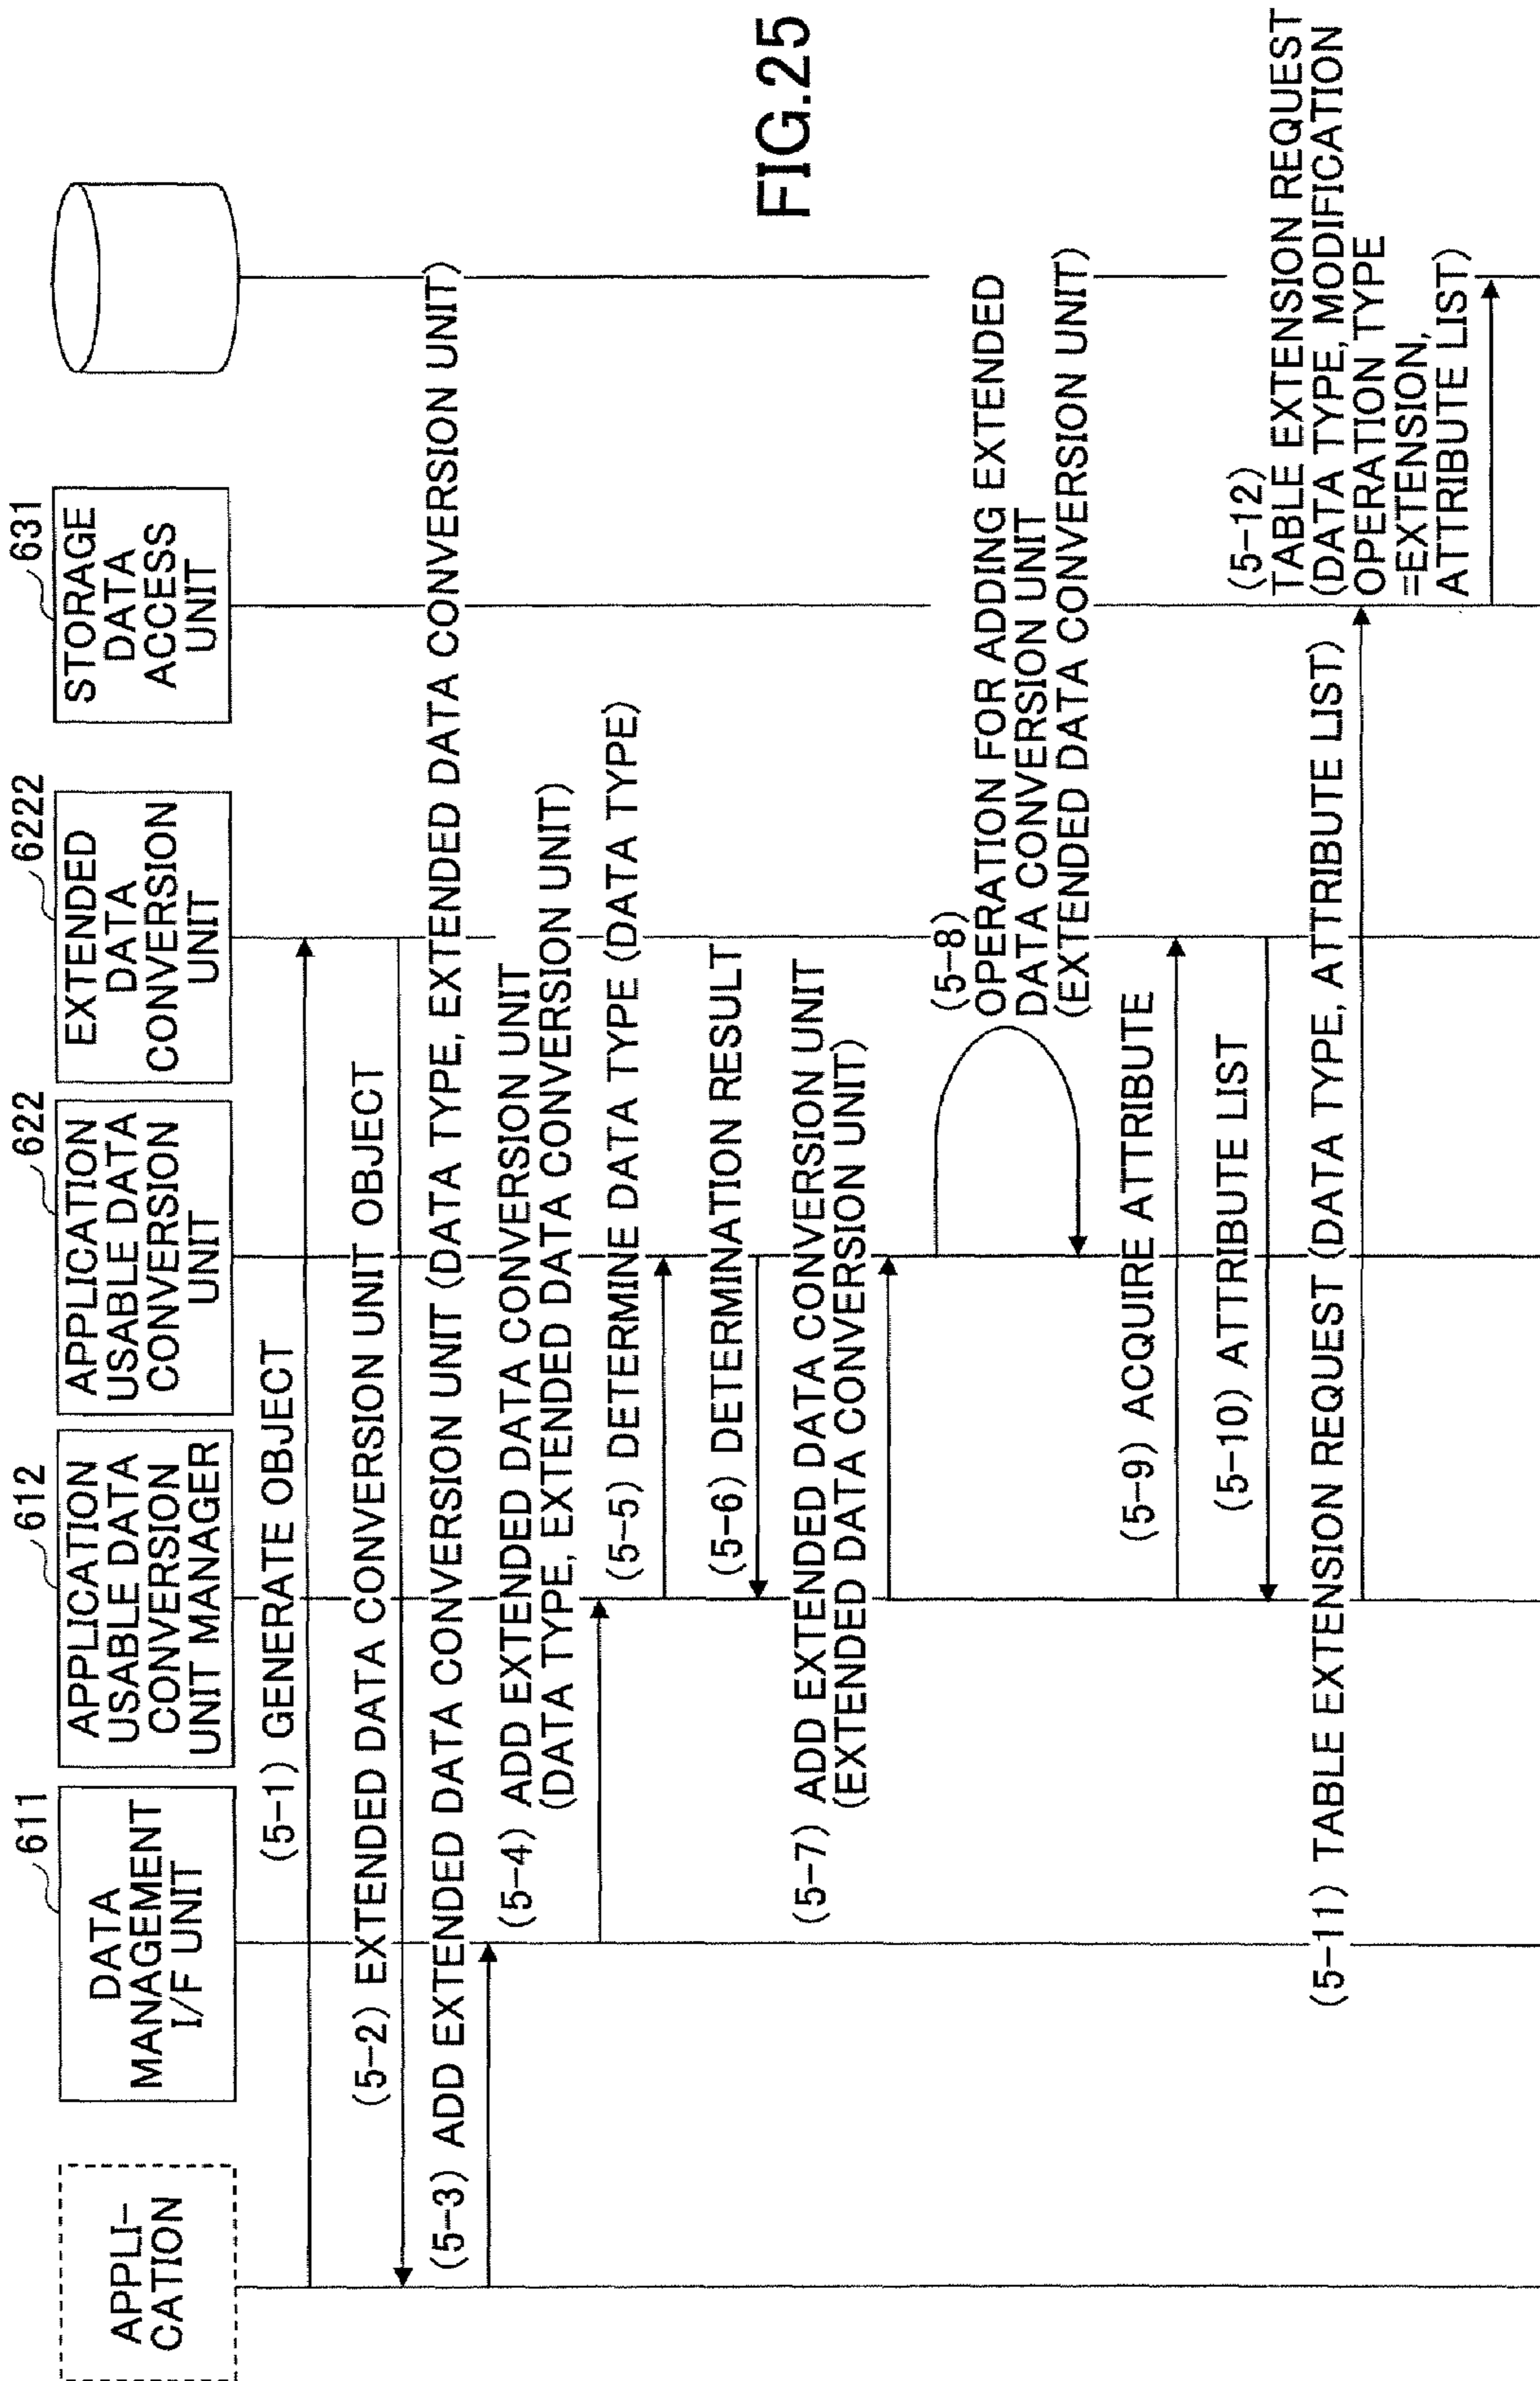 FIG.25
APPLI-
CATION
611
DATA
MANAGEMENT
I/F UNIT
612
APPLICATION
USABLE DATA
CONVERSION
UNIT MANAGER
622
APPLICATION
USABLE DATA
CONVERSION
UNIT
6222
EXTENDED
DATA
CONVERSION
UNIT
631
STORAGE
DATA
ACCESS
UNIT
(5-1) GENERATE OBJECT
(5-2) EXTENDED DATA CONVERSION UNIT OBJECT
(5-3) ADD EXTENDED DATA CONVERSION UNIT (DATA TYPE, EXTENDED DATA CONVERSION UNIT)
(5-4) ADD EXTENDED DATA CONVERSION UNIT
(DATA TYPE, EXTENDED DATA CONVERSION UNIT)
(5-5) DETERMINE DATA TYPE (DATA TYPE)
(5-6) DETERMINATION RESULT
(5-7) ADD EXTENDED DATA CONVERSION UNIT
(EXTENDED DATA CONVERSION UNIT)
(5-8)
OPERATION FOR ADDING EXTENDED
DATA CONVERSION UNIT
(EXTENDED DATA CONVERSION UNIT)
(5-9) ACQUIRE ATTRIBUTE
(5-10) ATTRIBUTE LIST
(5-11) TABLE EXTENSION REQUEST (DATA TYPE, ATTRIBUTE LIST)
(5-12)
TABLE EXTENSION REQUEST
(DATA TYPE, MODIFICATION
OPERATION TYPE
=EXTENSION,
ATTRIBUTE LIST)